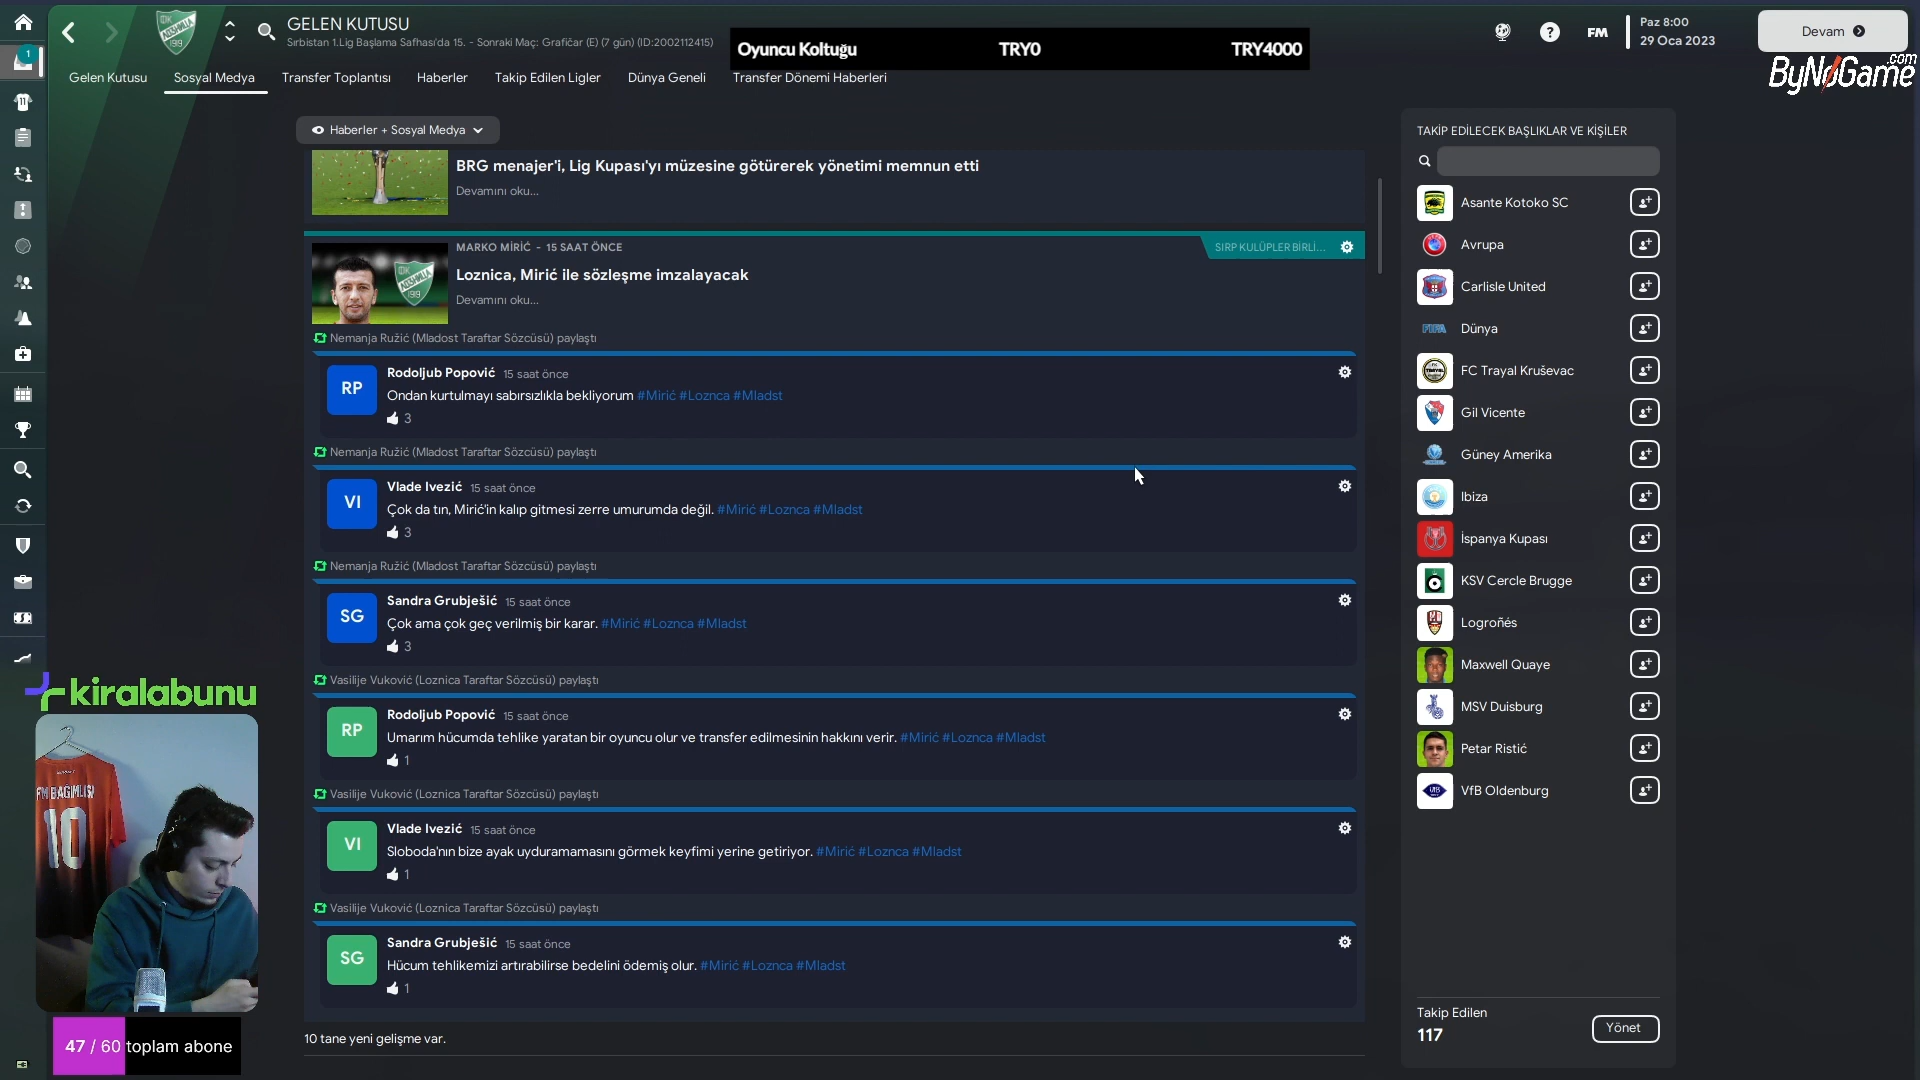 GELEN KUTUSU
Sırbistan 1.Lig Başlama Safhası'da 15. - Sonraki Maç: Grafičar (E) (7 gün) (ID:2002112415)
Oyuncu Koltuğu TRY0 TRY4000
FM
Paz 8:00
29 Oca 2023
Devam
ByNoGame.com
1
Gelen Kutusu Sosyal Medya Transfer Toplantısı Haberler Takip Edilen Ligler Dünya Geneli Transfer Dönemi Haberleri
Haberler + Sosyal Medya
BRG menajer'i, Lig Kupası'yı müzesine götürerek yönetimi memnun etti
Devamını oku...
MARKO MİRİĆ - 15 SAAT ÖNCE
SIRP KULÜPLER BİRLİ...
Loznica, Mirić ile sözleşme imzalayacak
Devamını oku...
Nemanja Ružić (Mladost Taraftar Sözcüsü) paylaştı
RP
Rodoljub Popović 15 saat önce
Ondan kurtulmayı sabırsızlıkla bekliyorum #Mirić #Loznca #Mladst
3
Nemanja Ružić (Mladost Taraftar Sözcüsü) paylaştı
VI
Vlade Ivezić 15 saat önce
Çok da tın, Mirić'in kalıp gitmesi zerre umurumda değil. #Mirić #Loznca #Mladst
3
Nemanja Ružić (Mladost Taraftar Sözcüsü) paylaştı
SG
Sandra Grubješić 15 saat önce
Çok ama çok geç verilmiş bir karar. #Mirić #Loznca #Mladst
3
Vasilije Vuković (Loznica Taraftar Sözcüsü) paylaştı
RP
Rodoljub Popović 15 saat önce
Umarım hücumda tehlike yaratan bir oyuncu olur ve transfer edilmesinin hakkını verir. #Mirić #Loznca #Mladst
1
Vasilije Vuković (Loznica Taraftar Sözcüsü) paylaştı
VI
Vlade Ivezić 15 saat önce
Sloboda'nın bize ayak uyduramamasını görmek keyfimi yerine getiriyor. #Mirić #Loznca #Mladst
1
Vasilije Vuković (Loznica Taraftar Sözcüsü) paylaştı
SG
Sandra Grubješić 15 saat önce
Hücum tehlikemizi artırabilirse bedelini ödemiş olur. #Mirić #Loznca #Mladst
1
10 tane yeni gelişme var.
TAKİP EDİLECEK BAŞLIKLAR VE KİŞİLER
Asante Kotoko SC
Avrupa
Carlisle United
FIFA Dünya
FC Trayal Kruševac
Gil Vicente
Güney Amerika
Ibiza
İspanya Kupası
KSV Cercle Brugge
Logroñés
Maxwell Quaye
MSV Duisburg
Petar Ristić
VfB Oldenburg
Takip Edilen
117
Yönet
kiralabunu
FM BAĞIMLISI
10
47 / 60 toplam abone